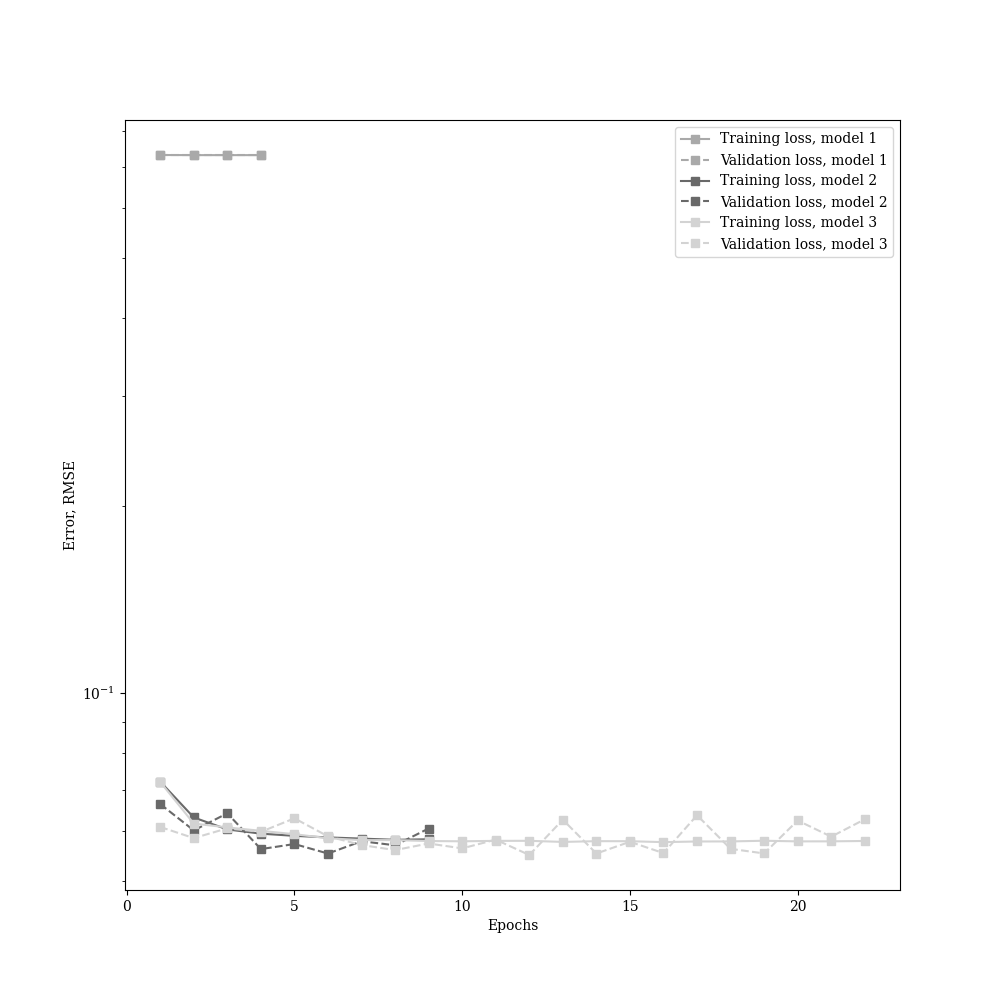 Training loss, model 1
Validation loss, model 1
Training loss, model 2
Validation loss, model 2
Training loss, model 3
Validation loss, model 3
Error, RMSE
10⁻¹
0 5 10 15 20
Epochs